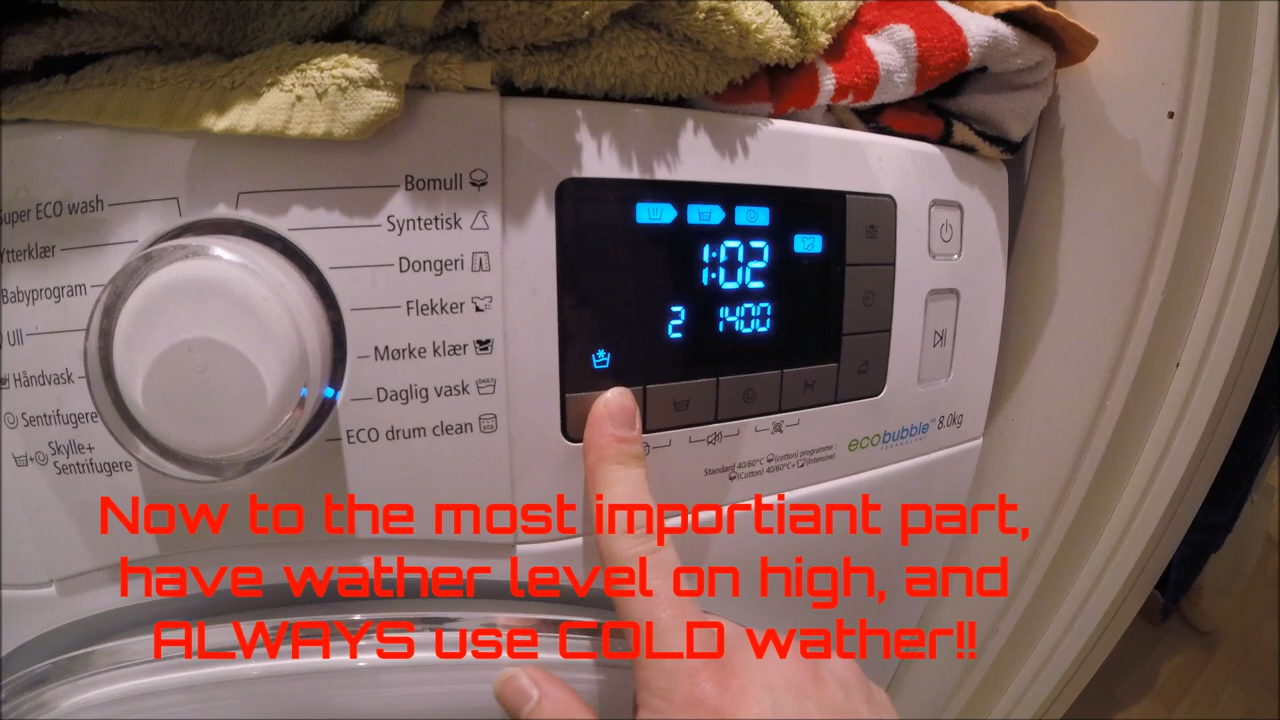 Super ECO wash
Ytterklær
Babyprogram
Ull
Håndvask
Sentrifugere
Skylle+
Sentrifugere
Bomull
Syntetisk
Dongeri
Flekker
Mørke klær
Daglig vask
ECO drum clean
1:02
2 1400
ecobubble™ 8.0kg
TECHNOLOGY
Standard 40/60°C (cotton) programme :
(Cotton) 40/60°C+ (intensive)
Now to the most importiant part,
have wather level on high, and
ALWAYS use COLD wather!!